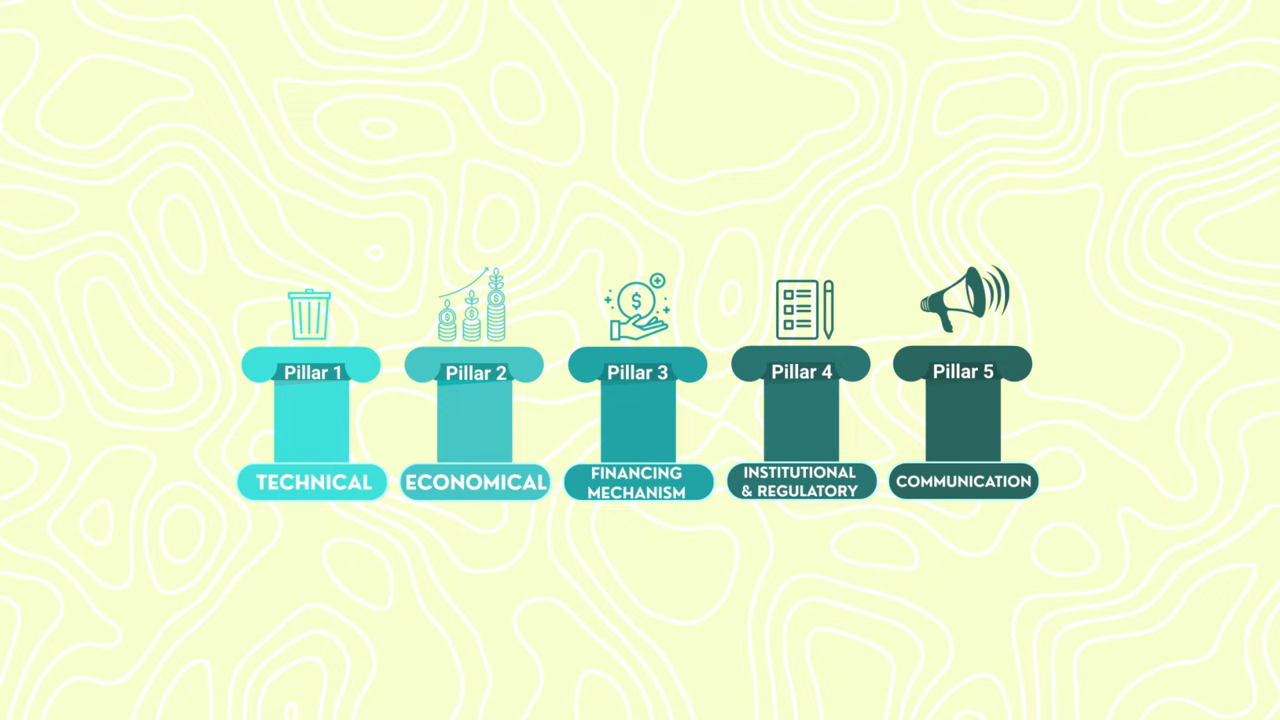 Pillar 1
Pillar 2
Pillar 3
Pillar 4
Pillar 5
TECHNICAL
ECONOMICAL
FINANCING
MECHANISM
INSTITUTIONAL
& REGULATORY
COMMUNICATION